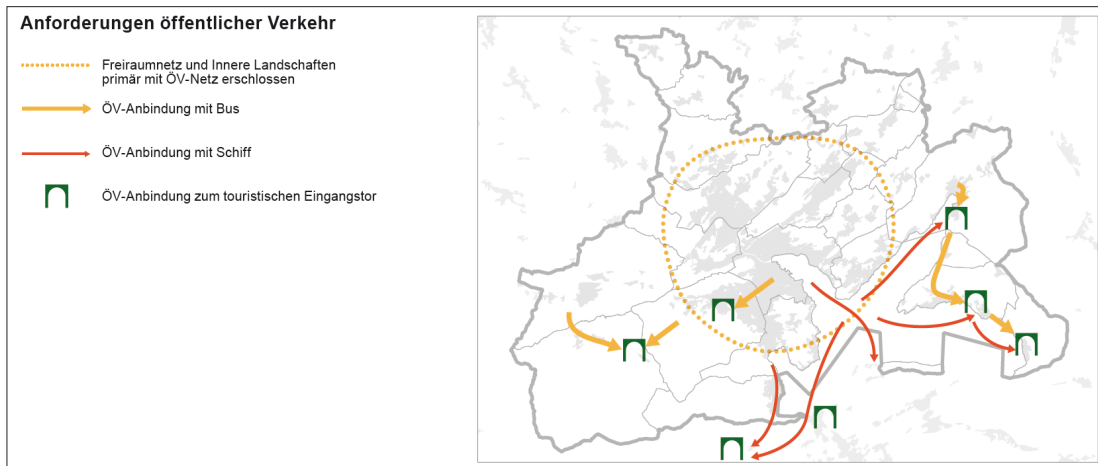 Anforderungen öffentlicher Verkehr
Freiraumnetz und Innere Landschaften
primär mit ÖV-Netz erschlossen
ÖV-Anbindung mit Bus
ÖV-Anbindung mit Schiff
ÖV-Anbindung zum touristischen Eingangstor